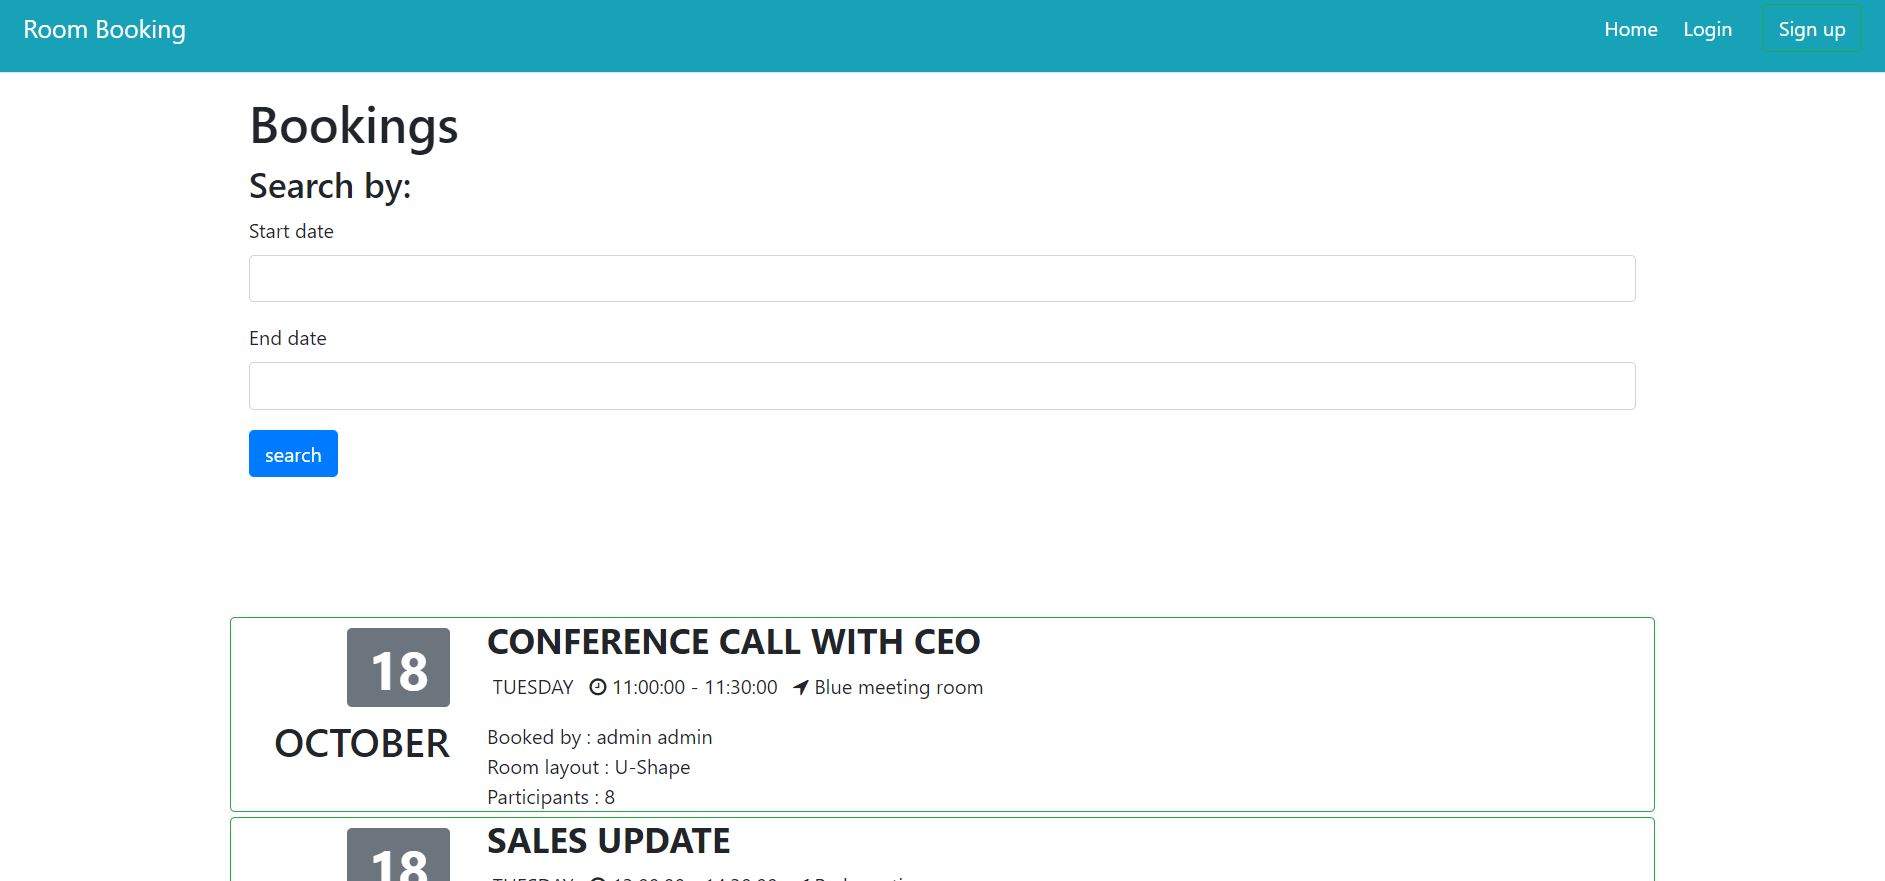 Room Booking
Home Login Sign up
Bookings
Search by:
Start date
End date
search
18
OCTOBER
CONFERENCE CALL WITH CEO
TUESDAY 11:00:00 - 11:30:00 Blue meeting room
Booked by : admin admin
Room layout : U-Shape
Participants : 8
18
SALES UPDATE
TUESDAY